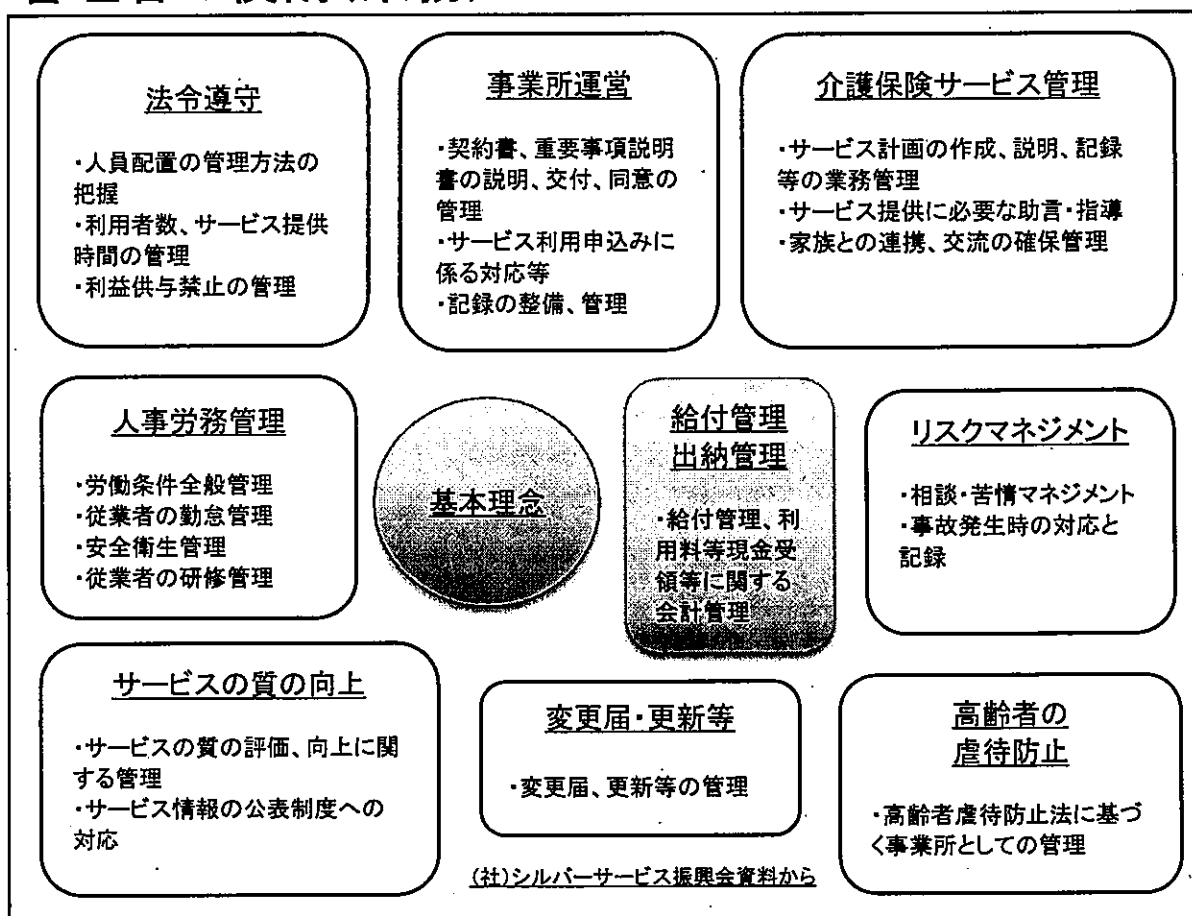 法令遵守
・人員配置の管理方法の
把握
・利用者数、サービス提供
時間の管理
・利益供与禁止の管理
事業所運営
・契約書、重要事項説明
書の説明、交付、同意の
管理
・サービス利用申込みに
係る対応等
・記録の整備、管理
介護保険サービス管理
・サービス計画の作成、説明、記録
等の業務管理
・サービス提供に必要な助言・指導
・家族との連携、交流の確保管理
人事労務管理
・労働条件全般管理
・従業者の勤怠管理
・安全衛生管理
・従業者の研修管理
基本理念
給付管理
出納管理
・給付管理、利
用料等現金受
領等に関する
会計管理
リスクマネジメント
・相談・苦情マネジメント
・事故発生時の対応と
記録
サービスの質の向上
・サービスの質の評価、向上に関
する管理
・サービス情報の公表制度への
対応
変更届・更新等
・変更届、更新等の管理
高齢者の
虐待防止
・高齢者虐待防止法に基づ
く事業所としての管理
(社)シルバーサービス振興会資料から